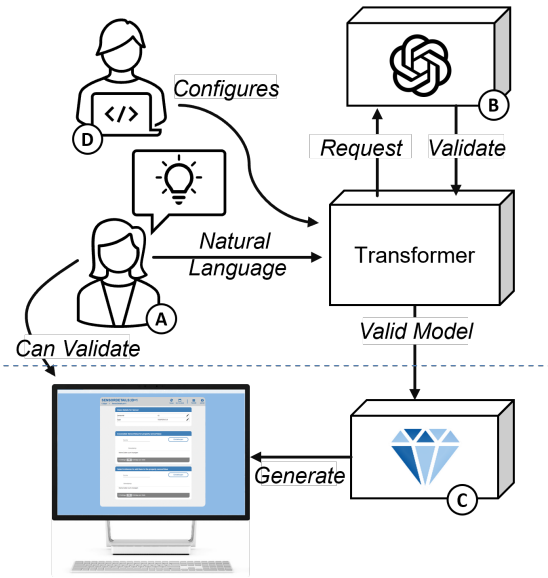 Configures
</>
D
B
Request
Validate
Natural
Language
Transformer
A
Can Validate
Valid Model
Generate
C